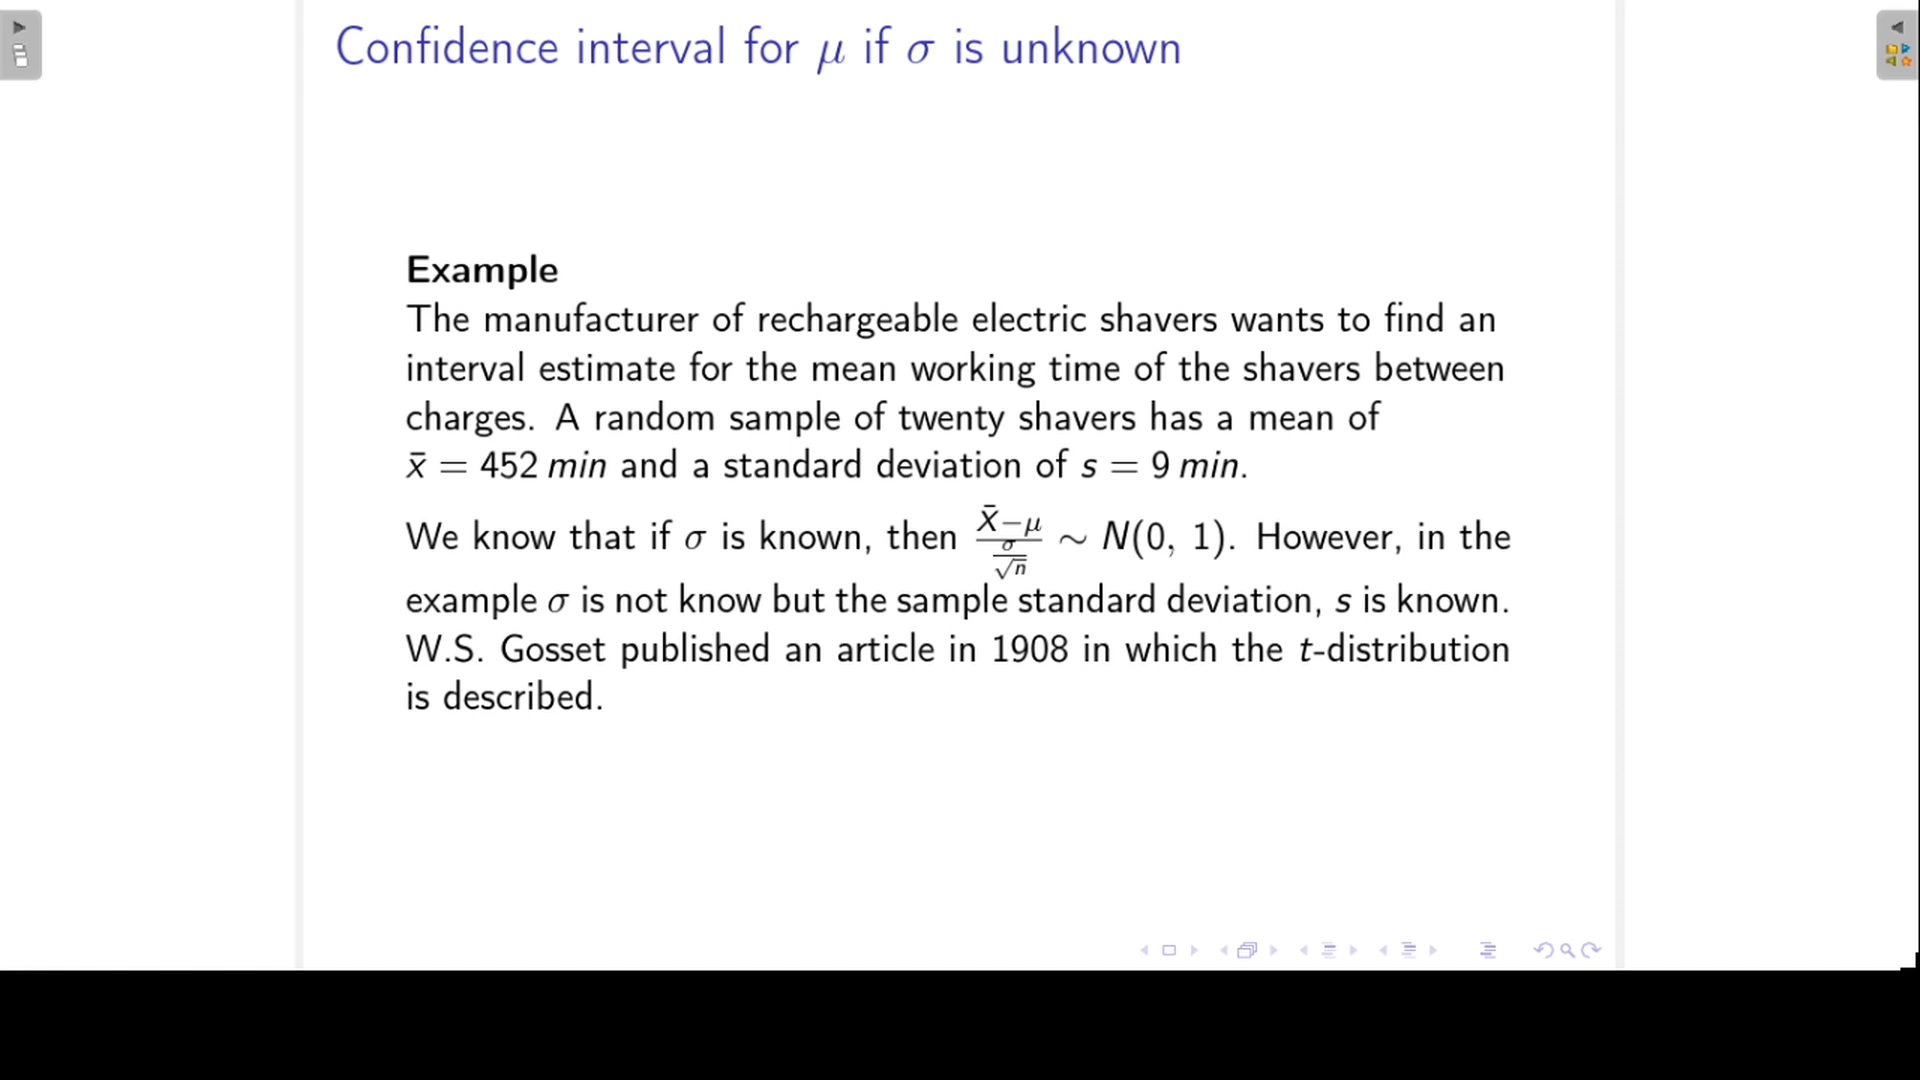 Confidence interval for μ if σ is unknown
Example
The manufacturer of rechargeable electric shavers wants to find an
interval estimate for the mean working time of the shavers between
charges. A random sample of twenty shavers has a mean of
x̄ = 452 min and a standard deviation of s = 9 min.
We know that if σ is known, then (X̄−μ)/(σ/√n) ∼ N(0, 1). However, in the
example σ is not know but the sample standard deviation, s is known.
W.S. Gosset published an article in 1908 in which the t-distribution
is described.